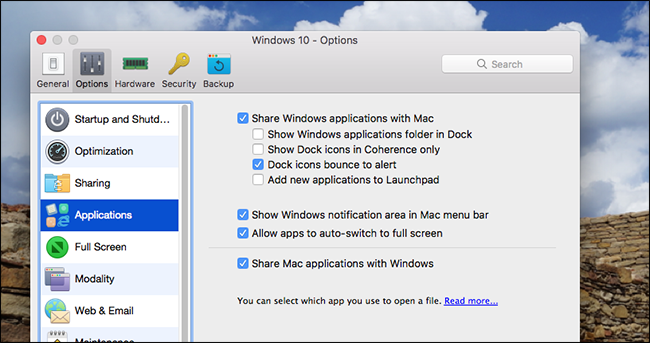 Windows 10 - Options
General Options Hardware Security Backup
Search
Startup and Shutd...
Optimization
Sharing
Applications
Full Screen
Modality
Web & Email
Maintenance
Share Windows applications with Mac
Show Windows applications folder in Dock
Show Dock icons in Coherence only
Dock icons bounce to alert
Add new applications to Launchpad
Show Windows notification area in Mac menu bar
Allow apps to auto-switch to full screen
Share Mac applications with Windows
You can select which app you use to open a file. Read more...